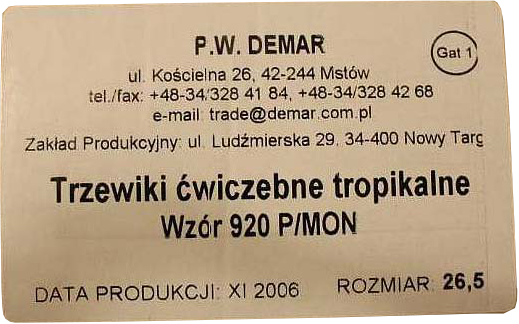 P.W. DEMAR
Gat 1
ul. Kościelna 26, 42-244 Mstów
tel./fax: +48-34/328 41 84, +48-34/328 42 68
e-mail: trade@demar.com.pl
Zakład Produkcyjny: ul. Ludźmierska 29, 34-400 Nowy Targ
Trzewiki ćwiczebne tropikalne
Wzór 920 P/MON
DATA PRODUKCJI: XI 2006 ROZMIAR: 26,5